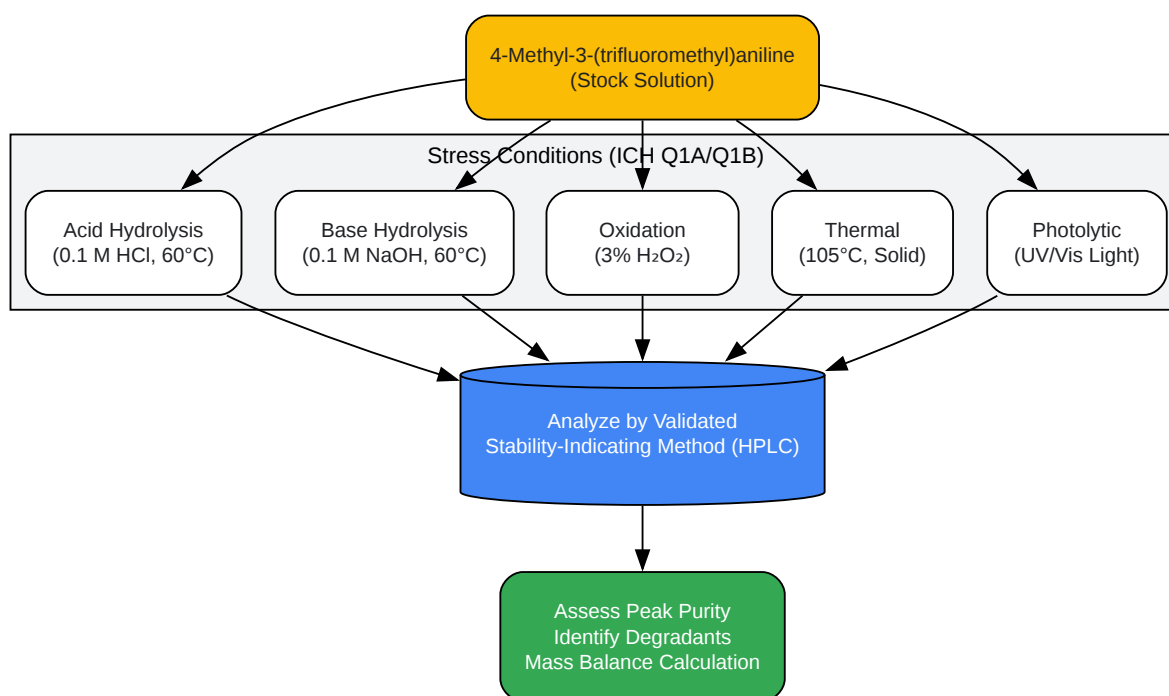 4-Methyl-3-(trifluoromethyl)aniline
(Stock Solution)
Stress Conditions (ICH Q1A/Q1B)
Acid Hydrolysis
(0.1 M HCl, 60°C)
Base Hydrolysis
(0.1 M NaOH, 60°C)
Oxidation
(3% H₂O₂)
Thermal
(105°C, Solid)
Photolytic
(UV/Vis Light)
Analyze by Validated
Stability-Indicating Method (HPLC)
Assess Peak Purity
Identify Degradants
Mass Balance Calculation